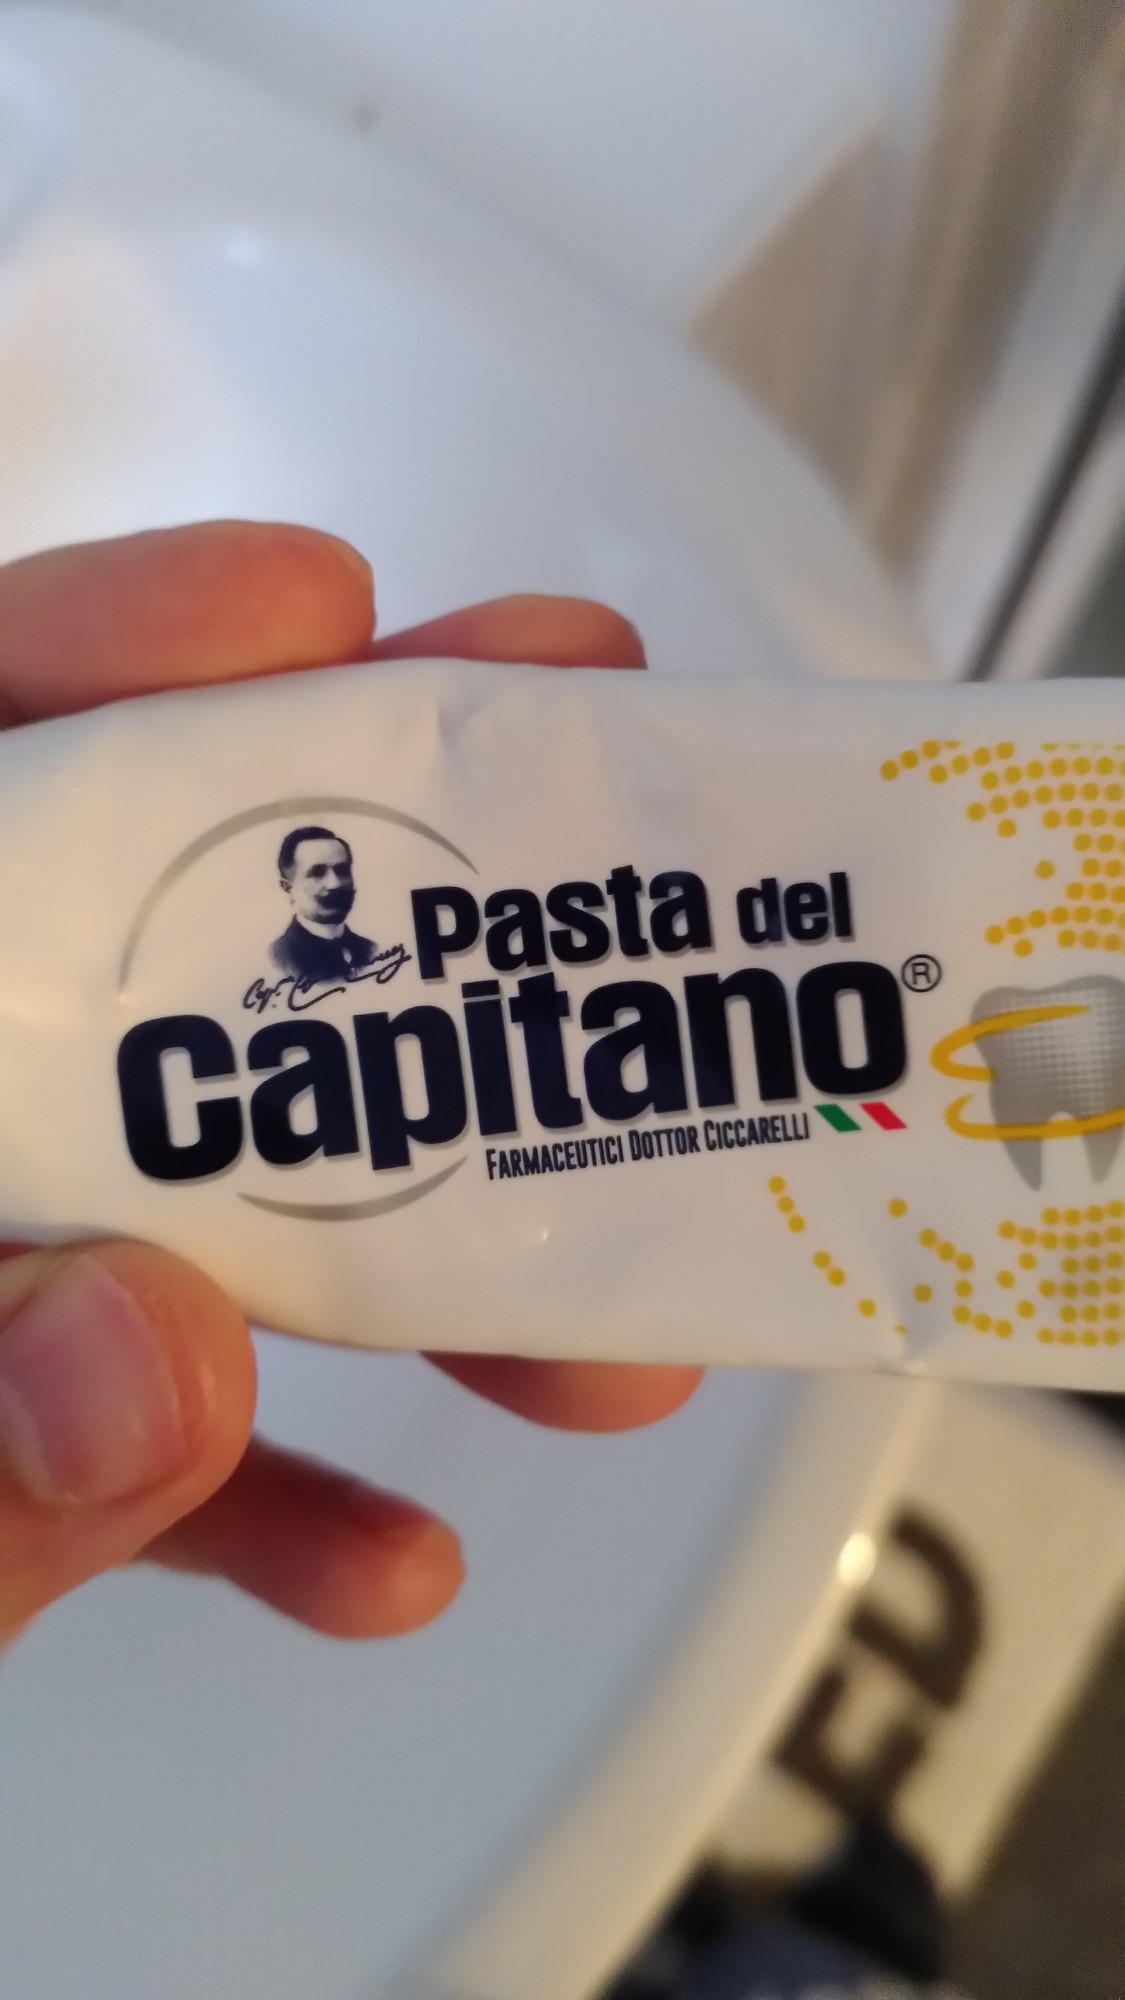 Pasta del
Capitano®
FARMACEUTICI DOTTOR CICCARELLI